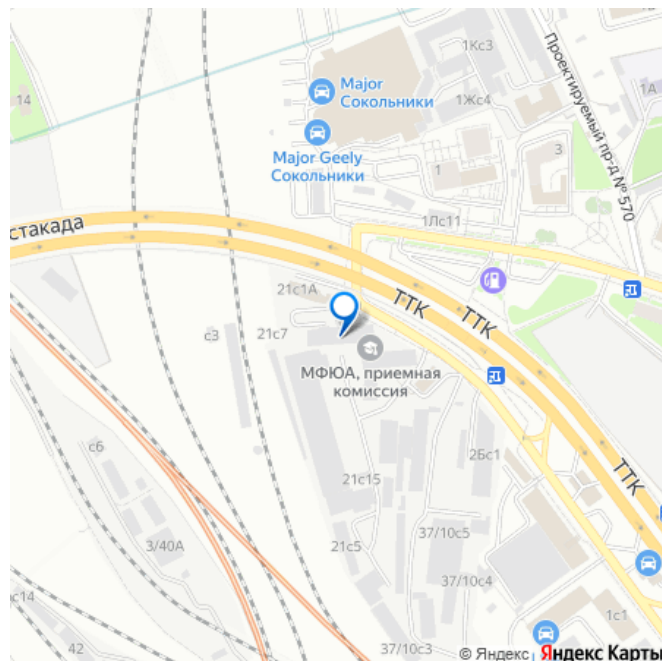 1Кс3
14
Major
Сокольники
1Жс4
1А
Проектируемый пр-д № 570
Major Geely
Сокольники
3
1
1Лс11
стакада
21с1А
ТТК
ТТК
с3
21с7
МФЮА, приемная
комиссия
2Бс1
с6
21с15
ТТК
37/10с5
3/40А
21с5
37/10с4
с14
1с1
42
37/10с3
© Яндекс
Яндекс Карты